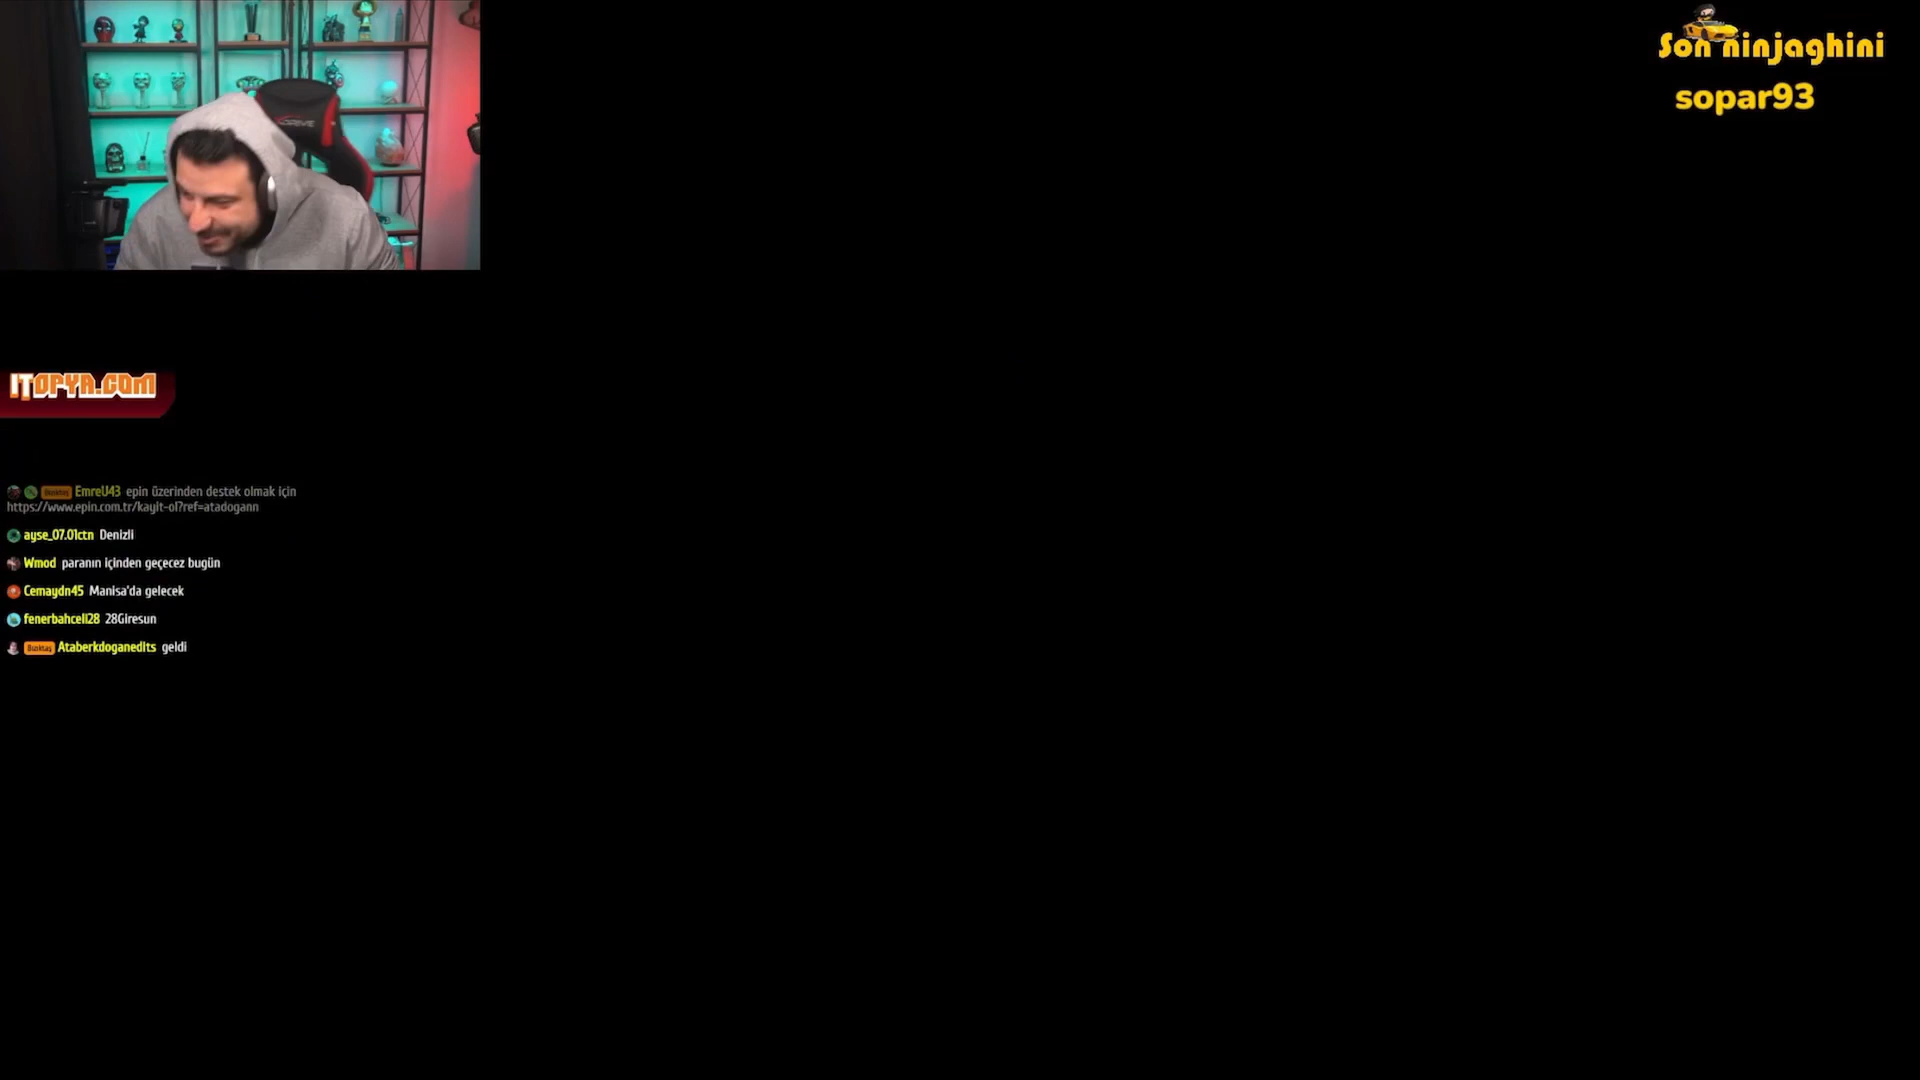 Son ninjaghini
sopar93
ITOPYA.COM
EmreU43 epin üzerinden destek olmak için
https://www.epin.com.tr/kayit-ol?ref=atadogann
ayse_07.01ctn Denizli
Wmod paranın içinden geçecez bugün
Cemaydn45 Manisa'da gelecek
fenerbahceli28 28Giresun
Ataberkdoganedits geldi